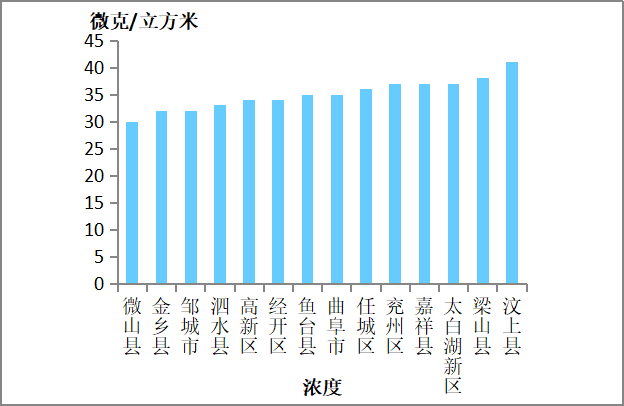 微克/立方米
45
40
35
30
25
20
15
10
5
0
微山县
金乡县
邹城市
泗水县
高新区
经开区
鱼台县
曲阜市
任城区
兖州区
嘉祥县
太白湖新区
梁山县
汶上县
浓度